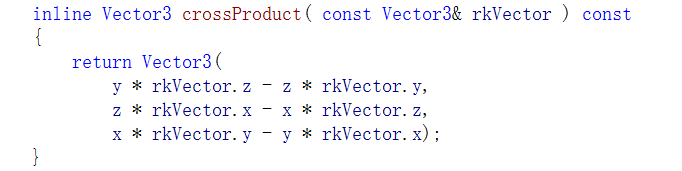 inline Vector3 crossProduct( const Vector3& rkVector ) const
{
    return Vector3(
        y * rkVector.z - z * rkVector.y,
        z * rkVector.x - x * rkVector.z,
        x * rkVector.y - y * rkVector.x);
}